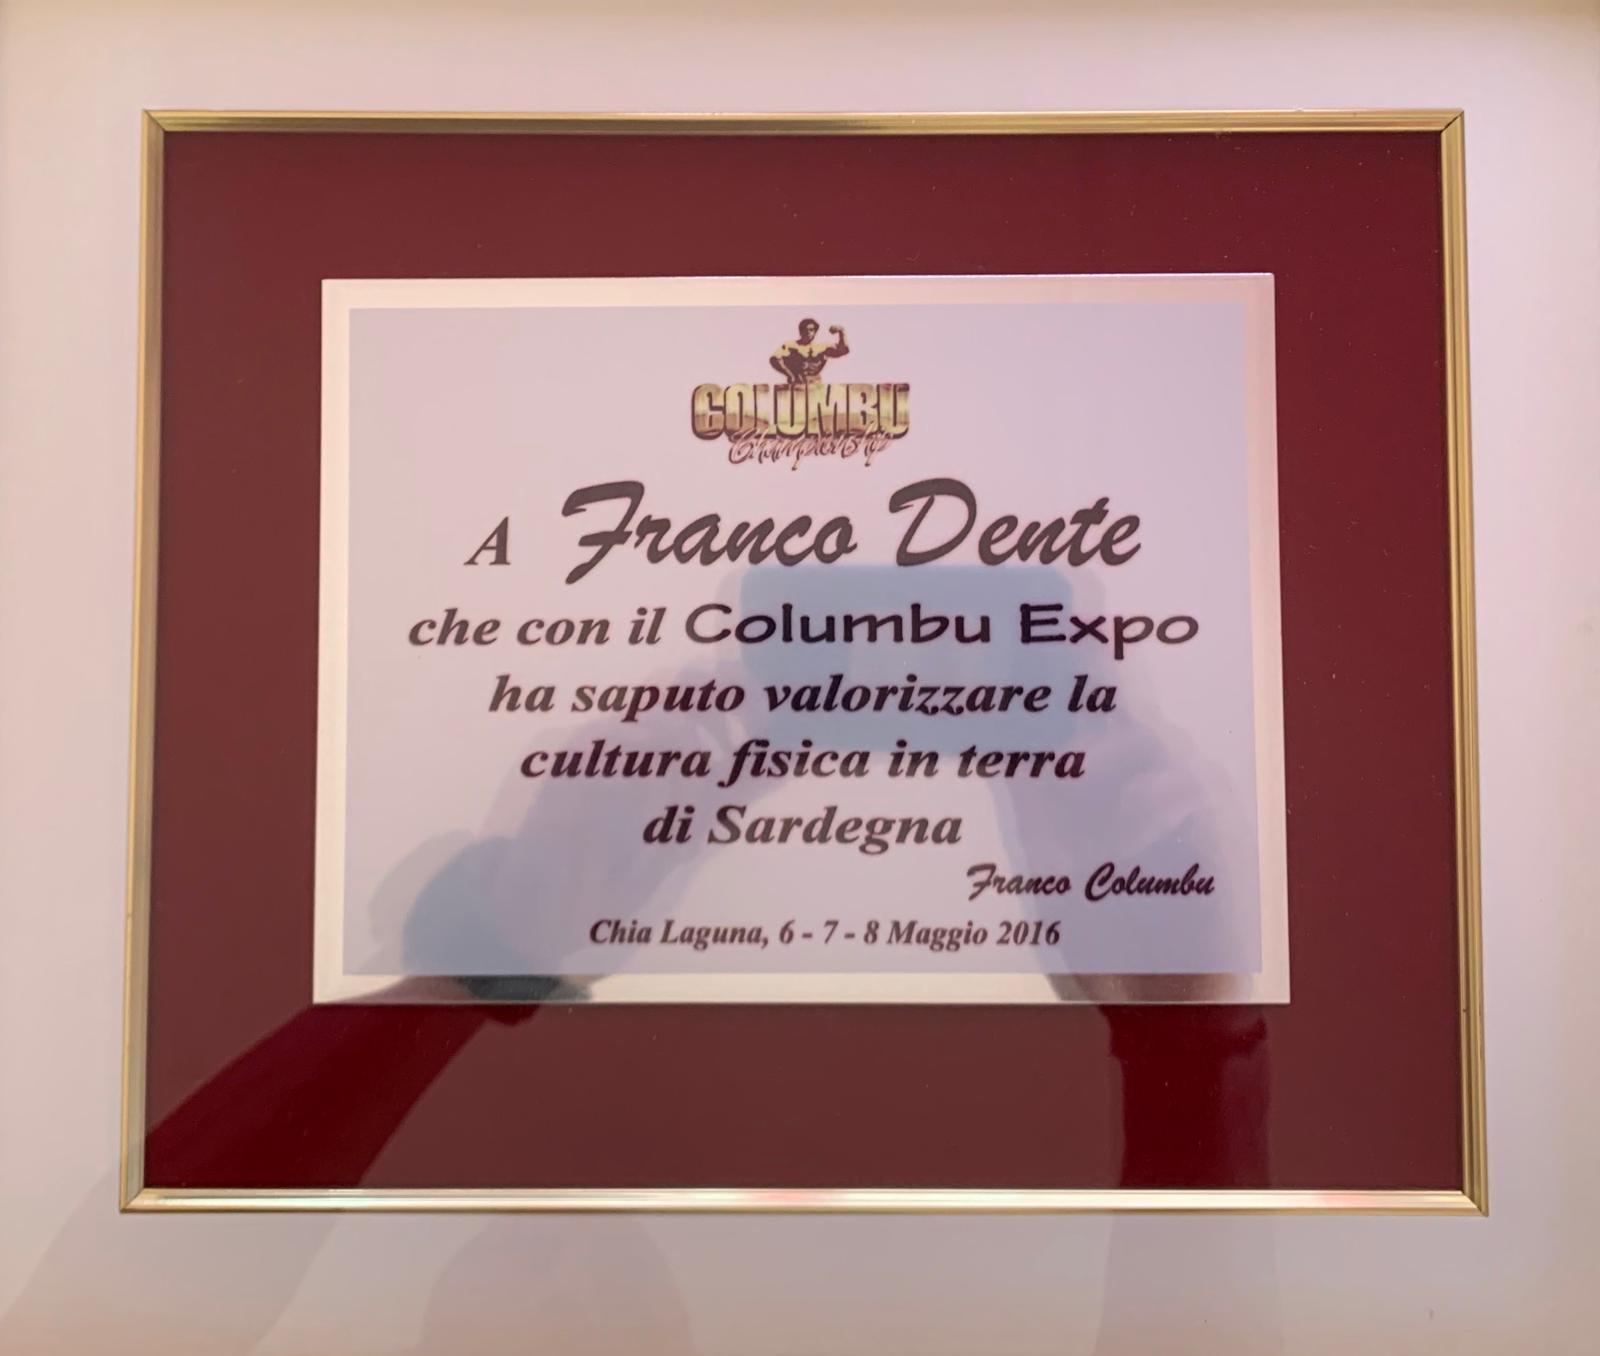 COLUMBU
Championship
A Franco Dente
che con il Columbu Expo
ha saputo valorizzare la
cultura fisica in terra
di Sardegna
Franco Columbu
Chia Laguna, 6 - 7 - 8 Maggio 2016